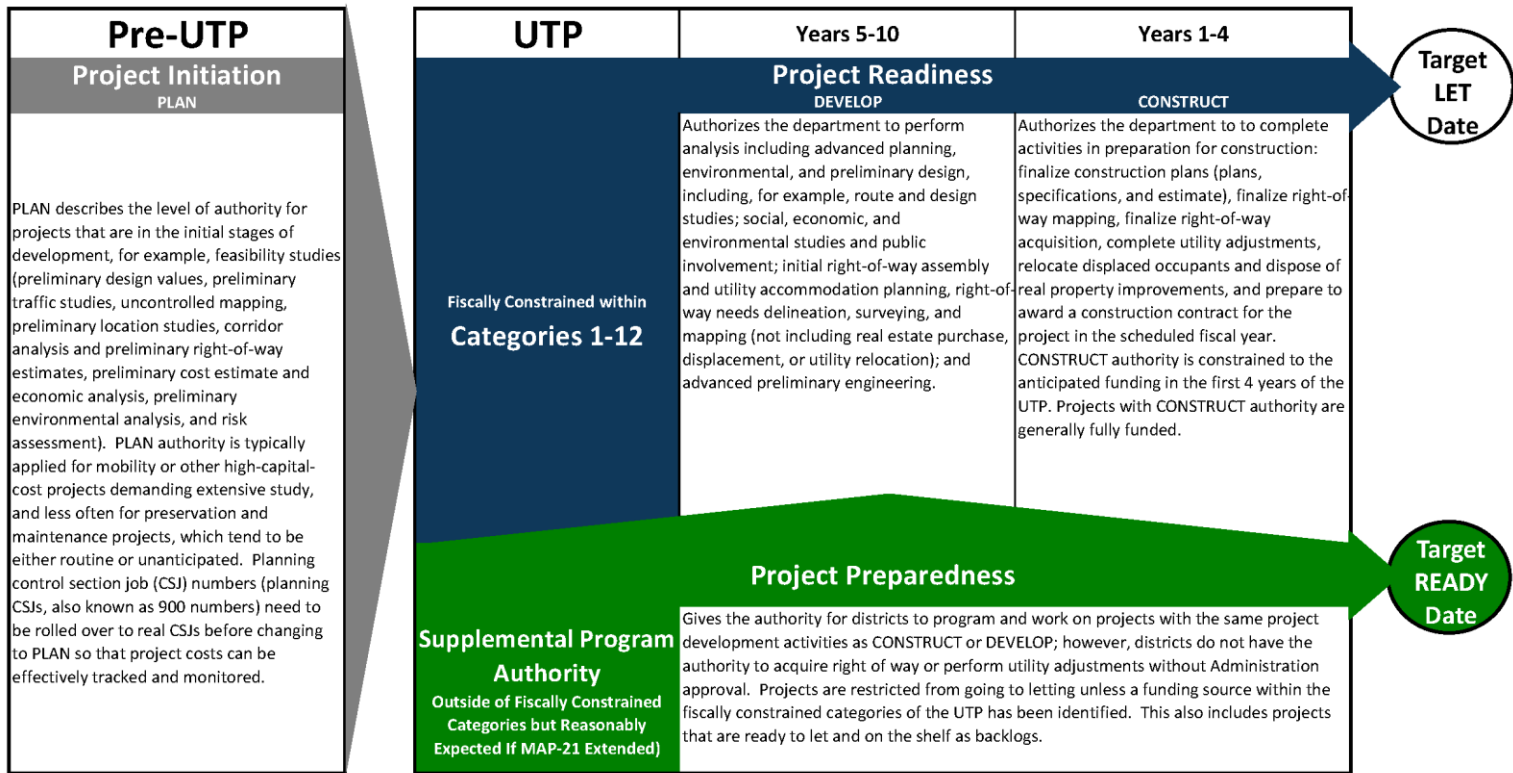 Pre-UTP
Project Initiation
PLAN
PLAN describes the level of authority for
projects that are in the initial stages of
development, for example, feasibility studies
(preliminary design values, preliminary
traffic studies, uncontrolled mapping,
preliminary location studies, corridor
analysis and preliminary right-of-way
estimates, preliminary cost estimate and
economic analysis, preliminary
environmental analysis, and risk
assessment).  PLAN authority is typically
applied for mobility or other high-capital-
cost projects demanding extensive study,
and less often for preservation and
maintenance projects, which tend to be
either routine or unanticipated.  Planning
control section job (CSJ) numbers (planning
CSJs, also known as 900 numbers) need to
be rolled over to real CSJs before changing
to PLAN so that project costs can be
effectively tracked and monitored.
UTP
Years 5-10
Years 1-4
Project Readiness
DEVELOP
CONSTRUCT
Fiscally Constrained within
Categories 1-12
Authorizes the department to perform
analysis including advanced planning,
environmental, and preliminary design,
including, for example, route and design
studies; social, economic, and
environmental studies and public
involvement; initial right-of-way assembly
and utility accommodation planning, right-of-
way needs delineation, surveying, and
mapping (not including real estate purchase,
displacement, or utility relocation); and
advanced preliminary engineering.
Authorizes the department to to complete
activities in preparation for construction:
finalize construction plans (plans,
specifications, and estimate), finalize right-of-
way mapping, finalize right-of-way
acquisition, complete utility adjustments,
relocate displaced occupants and dispose of
real property improvements, and prepare to
award a construction contract for the
project in the scheduled fiscal year.
CONSTRUCT authority is constrained to the
anticipated funding in the first 4 years of the
UTP. Projects with CONSTRUCT authority are
generally fully funded.
Target
LET
Date
Project Preparedness
Supplemental Program
Authority
Outside of Fiscally Constrained
Categories but Reasonably
Expected If MAP-21 Extended)
Gives the authority for districts to program and work on projects with the same project
development activities as CONSTRUCT or DEVELOP; however, districts do not have the
authority to acquire right of way or perform utility adjustments without Administration
approval.  Projects are restricted from going to letting unless a funding source within the
fiscally constrained categories of the UTP has been identified.  This also includes projects
that are ready to let and on the shelf as backlogs.
Target
READY
Date